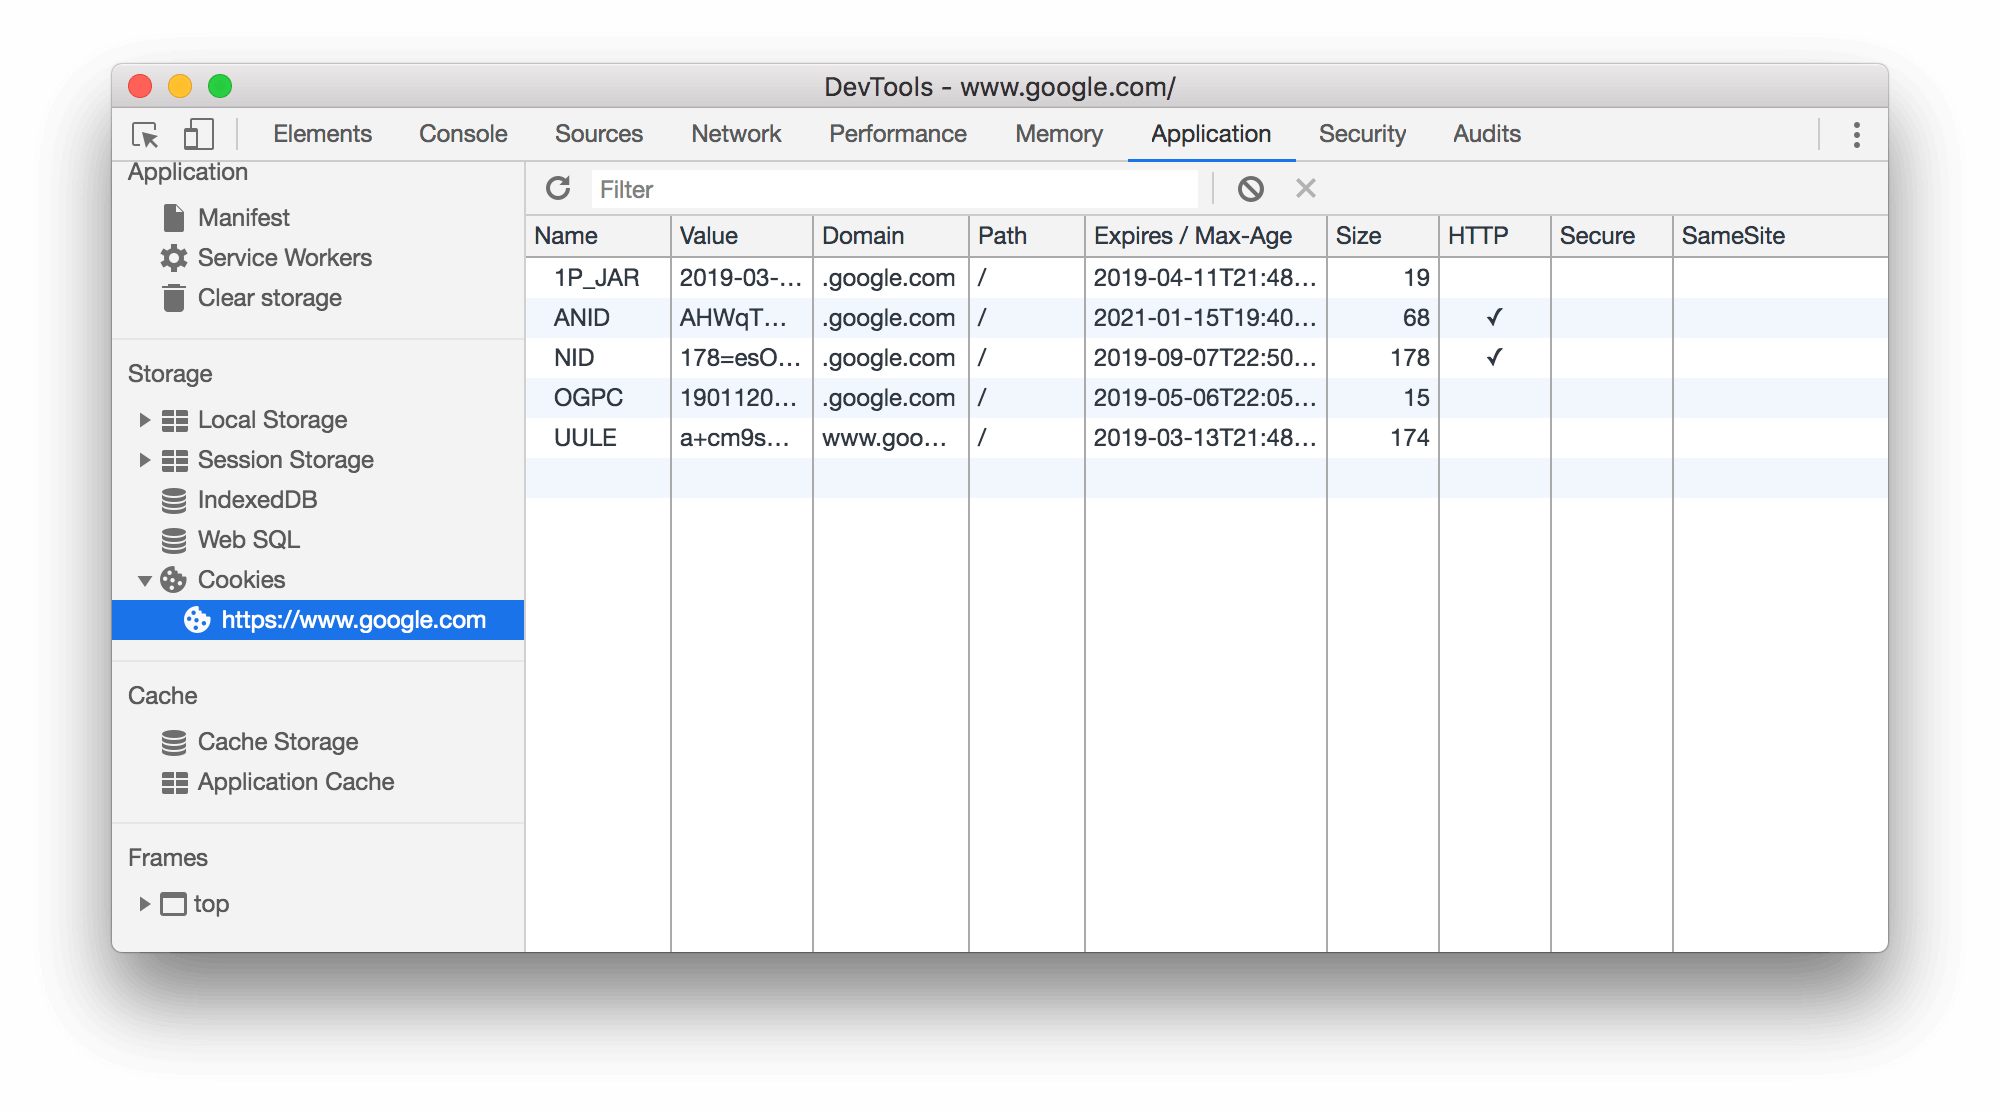 DevTools - www.google.com/
Elements Console Sources Network Performance Memory Application Security Audits
Application
Manifest
Service Workers
Clear storage
Storage
Local Storage
Session Storage
IndexedDB
Web SQL
Cookies
https://www.google.com
Cache
Cache Storage
Application Cache
Frames
top
Filter
Name Value Domain Path Expires / Max-Age Size HTTP Secure SameSite
1P_JAR 2019-03-... .google.com / 2019-04-11T21:48... 19
ANID AHWqT... .google.com / 2021-01-15T19:40... 68 ✓
NID 178=esO... .google.com / 2019-09-07T22:50... 178 ✓
OGPC 1901120... .google.com / 2019-05-06T22:05... 15
UULE a+cm9s... www.goo... / 2019-03-13T21:48... 174